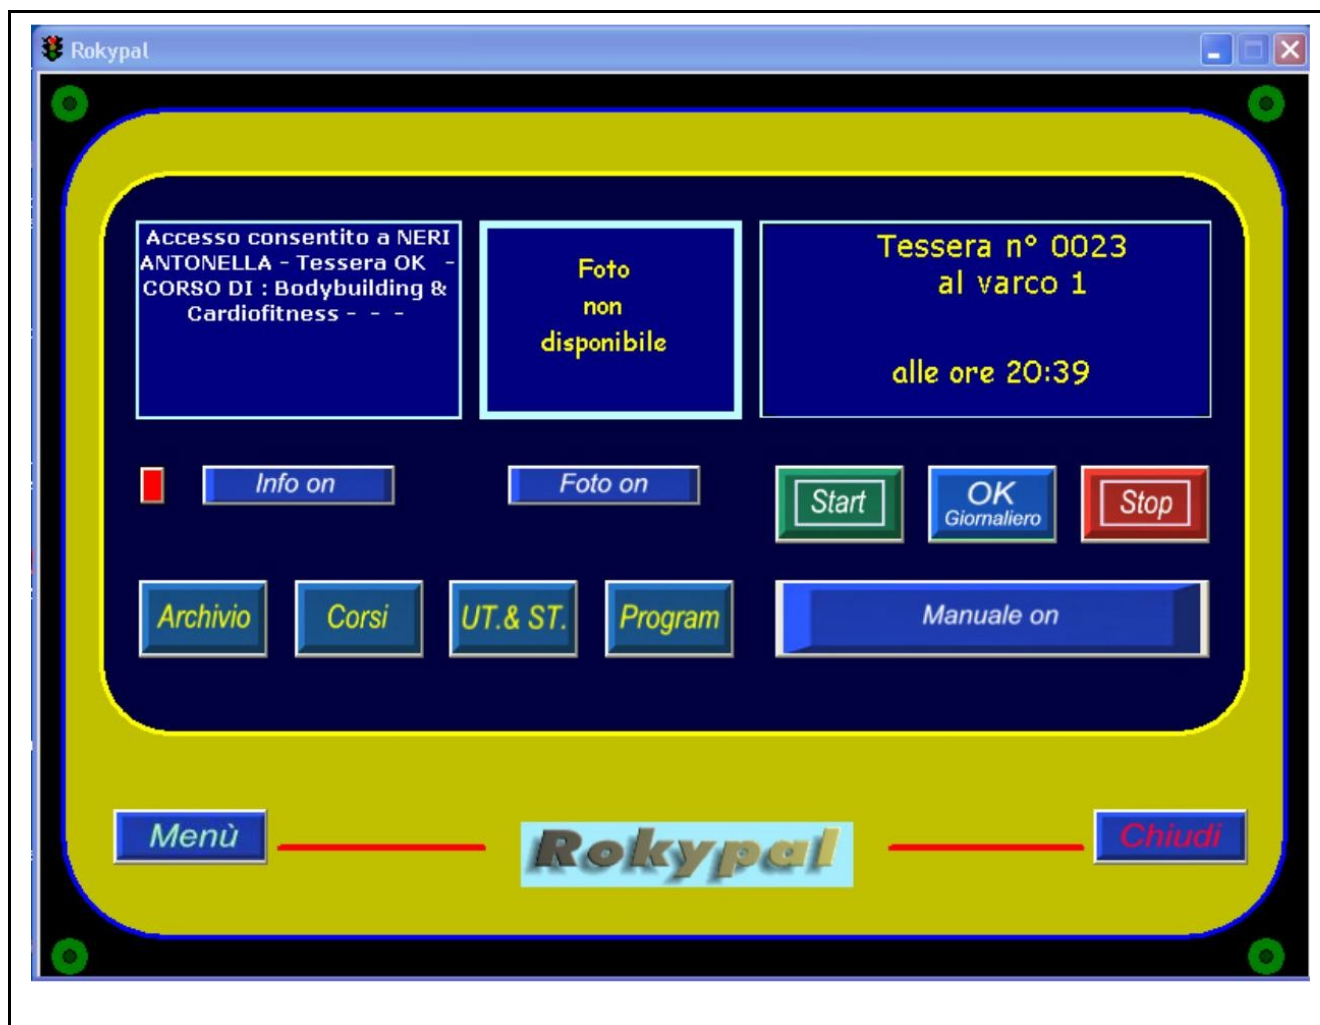 Rokypal
Accesso consentito a NERI
ANTONELLA - Tessera OK -
CORSO DI : Bodybuilding &
Cardiofitness - - -
Foto
non
disponibile
Tessera n° 0023
al varco 1
alle ore 20:39
Info on
Foto on
Start
OK
Giornaliero
Stop
Archivio
Corsi
UT.& ST.
Program
Manuale on
Menù
Rokypal
Chiudi